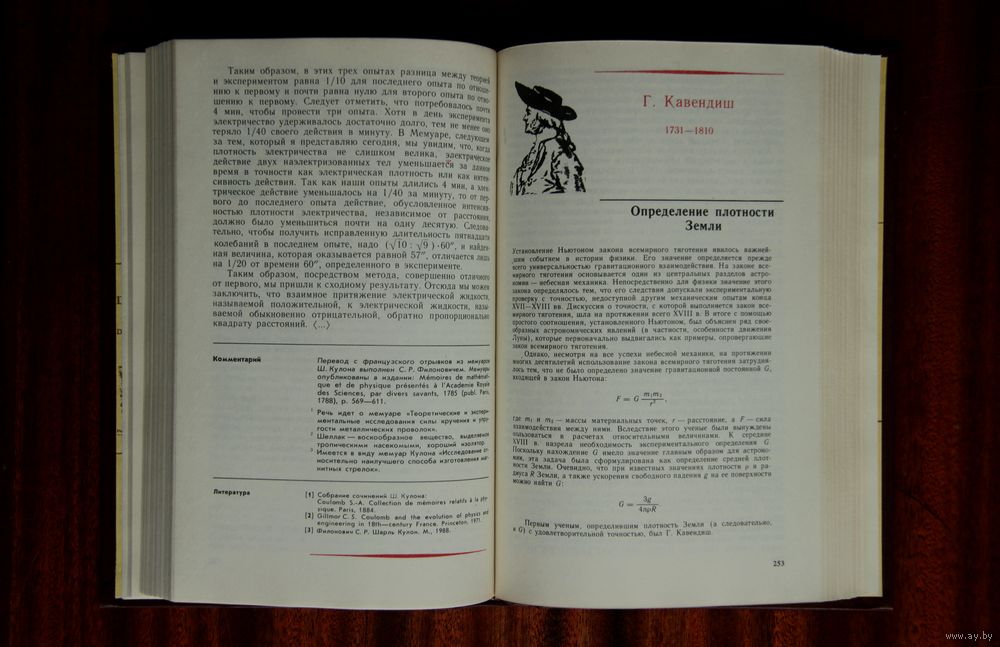 Таким образом, в этих трех опытах разница между теорией
и экспериментом равна 1/10 для последнего опыта по отноше-
нию к первому и почти равна нулю для второго опыта по отно-
шению к первому. Следует отметить, что потребовалось почти
4 мин, чтобы провести три опыта. Хотя в день эксперимента
электричество удерживалось достаточно долго, тем не менее оно
теряло 1/40 своего действия в минуту. В Мемуаре, следующем
за тем, который я представляю сегодня, мы увидим, что, когда
плотность электричества не слишком велика, электрическое
действие двух наэлектризованных тел уменьшается за данное
время в точности как электрическая плотность или как интен-
сивность действия. Так как наши опыты длились 4 мин, а элек-
трическое действие уменьшалось на 1/40 за минуту, то от пер-
вого до последнего опыта действие, обусловленное интенсив-
ностью плотности электричества, независимое от расстояния,
должно было уменьшиться почти на одну десятую. Следова-
тельно, чтобы получить исправленную длительность пятнадцати
колебаний в последнем опыте, надо (√10 : √9) · 60″, и найден-
ная величина, которая оказывается равной 57″, отличается лишь
на 1/20 от времени 60″, определенного в эксперименте.
Таким образом, посредством метода, совершенно отличного
от первого, мы пришли к сходному результату. Отсюда мы можем
заключить, что взаимное притяжение электрической жидкости,
называемой положительной, к электрической жидкости, назы-
ваемой обыкновенно отрицательной, обратно пропорционально
квадрату расстояний. ⟨...⟩
Комментарий
Перевод с французского отрывков из мемуаров
Ш. Кулона выполнен С. Р. Филоновичем. Мемуары
опубликованы в издании: Mémoires de mathémati-
que et de physique présentés à l'Academie Royale
des Sciences, par divers savants, 1785 (publ. Paris,
1788), p. 569—611.
1 Речь идет о мемуаре «Теоретические и экспери-
ментальные исследования силы кручения и упру-
гости металлических проволок».
2 Шеллак — воскообразное вещество, выделяемое
тропическими насекомыми, хороший изолятор.
3 Имеется в виду мемуар Кулона «Исследование от-
носительно наилучшего способа изготовления маг-
нитных стрелок».
Литература
[1] Собрание сочинений Ш. Кулона:
Coulomb S.-A. Collection de mémoires relatifs à la phy-
sique. Paris, 1884.
[2] Gillmor C. S. Coulomb and the evolution of physics and
engineering in 18th—century France. Princeton, 1971.
[3] Филонович С. Р. Шарль Кулон. М., 1988.
Г. Кавендиш
1731—1810
Определение плотности
Земли
Установление Ньютоном закона всемирного тяготения явилось важней-
шим событием в истории физики. Его значение определяется прежде
всего универсальностью гравитационного взаимодействия. На законе все-
мирного тяготения основывается один из центральных разделов астро-
номии — небесная механика. Непосредственно для физики значение этого
закона определялось тем, что его следствия допускали экспериментальную
проверку с точностью, недоступной другим механическим опытам конца
XVII—XVIII вв. Дискуссия о точности, с которой выполняется закон все-
мирного тяготения, шла на протяжении всего XVIII в. В итоге с помощью
простого соотношения, установленного Ньютоном, был объяснен ряд свое-
образных астрономических явлений (в частности, особенности движения
Луны), которые первоначально выдвигались как примеры, опровергающие
закон всемирного тяготения.
Однако, несмотря на все успехи небесной механики, на протяжении
многих десятилетий использование закона всемирного тяготения затрудня-
лось тем, что не было определено значение гравитационной постоянной G,
входящей в закон Ньютона:
F = G m₁m₂/r²,
где m₁ и m₂ — массы материальных точек, r — расстояние, а F — сила
взаимодействия между ними. Вследствие этого ученые были вынуждены
пользоваться в расчетах относительными величинами. К середине
XVIII в. назрела необходимость экспериментального определения G.
Поскольку нахождение G имело значение главным образом для астроно-
мии, эта задача была сформулирована как определение средней плот-
ности Земли. Очевидно, что при известных значениях плотности ρ и ра-
диуса R Земли, а также ускорении свободного падения g на ее поверхности
можно найти G:
G = 3g/4πρR
Первым ученым, определившим плотность Земли (а следовательно,
и G) с удовлетворительной точностью, был Г. Кавендиш
253
www.ay.by